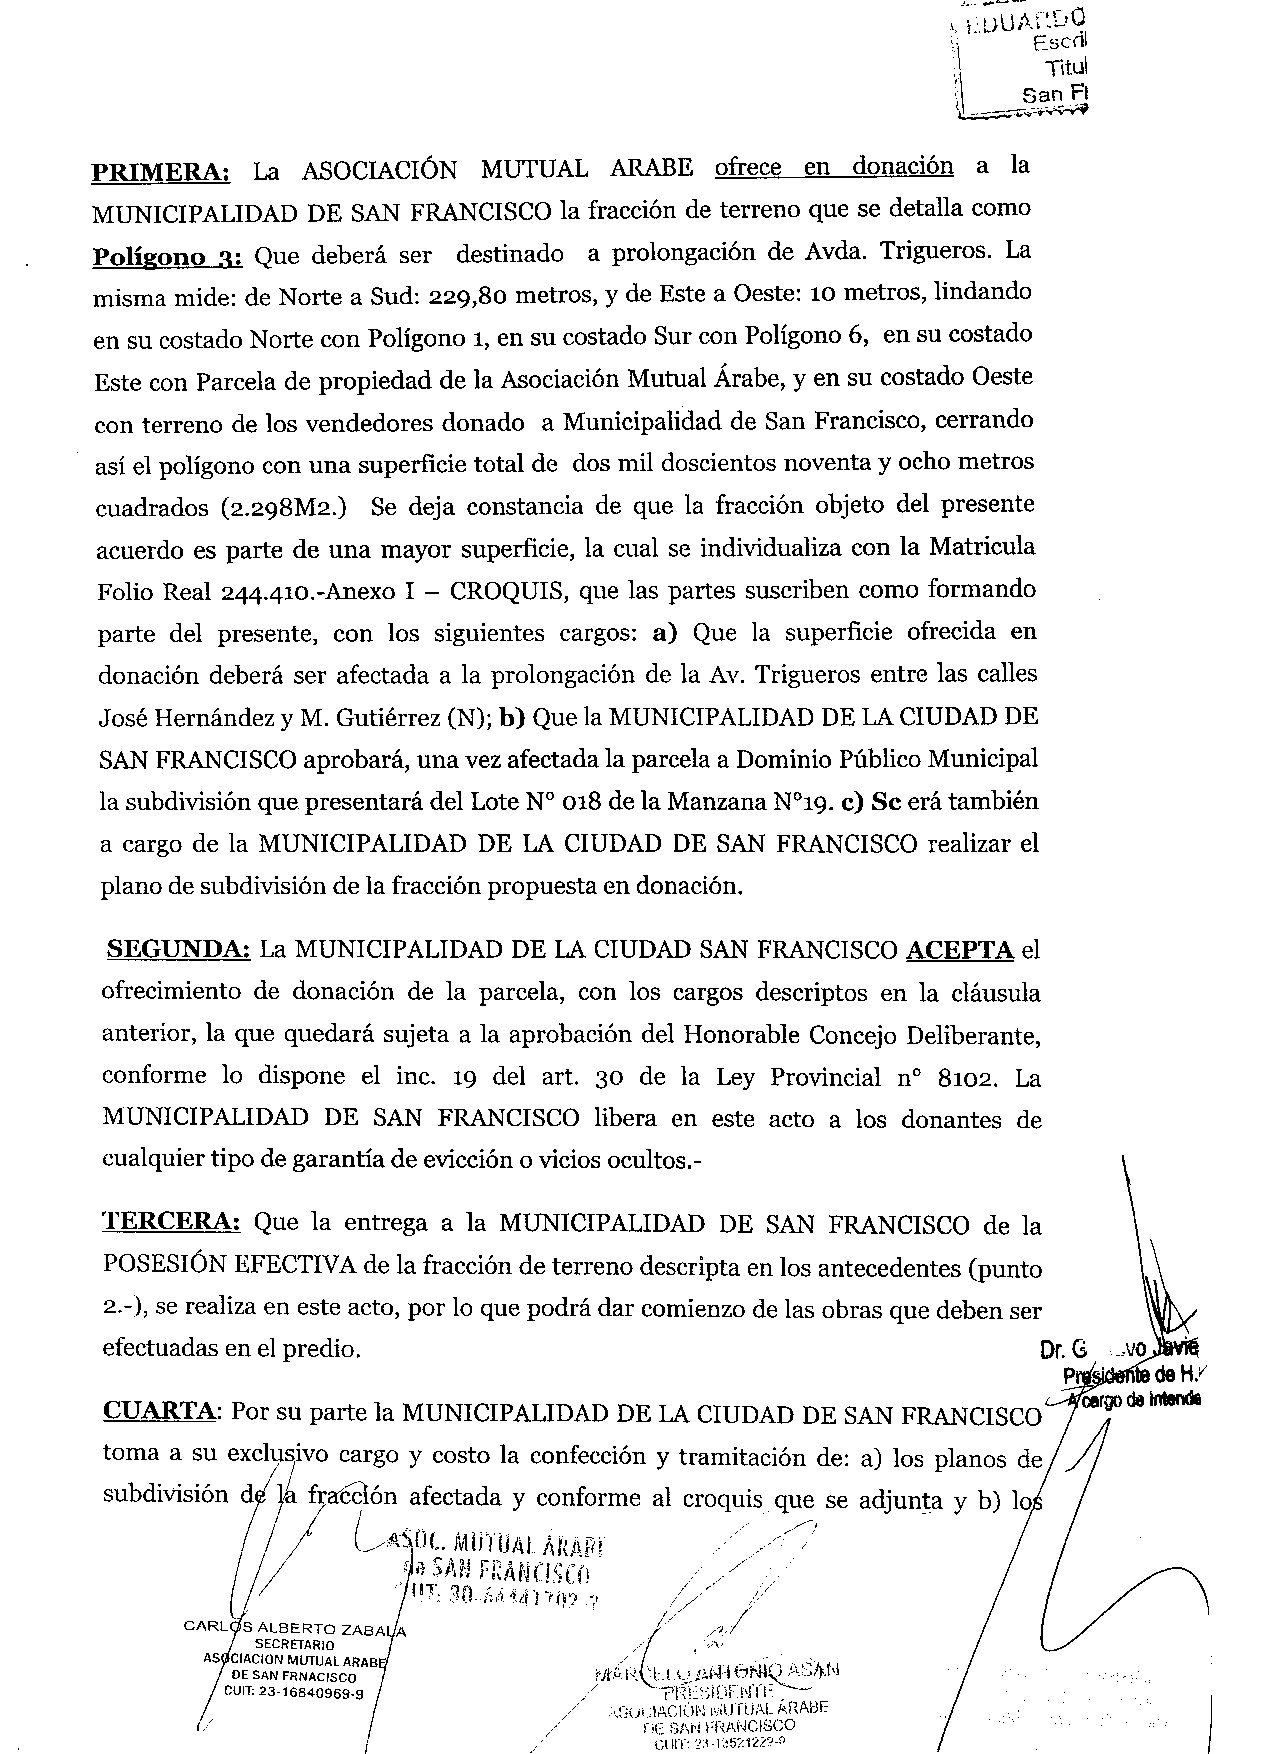 EDUARDO
Escri
Titul
San F
PRIMERA: La ASOCIACIÓN MUTUAL ARABE ofrece en donación a la
MUNICIPALIDAD DE SAN FRANCISCO la fracción de terreno que se detalla como
Polígono 3: Que deberá ser destinado a prolongación de Avda. Trigueros. La
misma mide: de Norte a Sud: 229,80 metros, y de Este a Oeste: 10 metros, lindando
en su costado Norte con Polígono 1, en su costado Sur con Polígono 6, en su costado
Este con Parcela de propiedad de la Asociación Mutual Árabe, y en su costado Oeste
con terreno de los vendedores donado a Municipalidad de San Francisco, cerrando
así el polígono con una superficie total de dos mil doscientos noventa y ocho metros
cuadrados (2.298M2.) Se deja constancia de que la fracción objeto del presente
acuerdo es parte de una mayor superficie, la cual se individualiza con la Matricula
Folio Real 244.410.-Anexo I – CROQUIS, que las partes suscriben como formando
parte del presente, con los siguientes cargos: a) Que la superficie ofrecida en
donación deberá ser afectada a la prolongación de la Av. Trigueros entre las calles
José Hernández y M. Gutiérrez (N); b) Que la MUNICIPALIDAD DE LA CIUDAD DE
SAN FRANCISCO aprobará, una vez afectada la parcela a Dominio Público Municipal
la subdivisión que presentará del Lote N° 018 de la Manzana N°19. c) Sc erá también
a cargo de la MUNICIPALIDAD DE LA CIUDAD DE SAN FRANCISCO realizar el
plano de subdivisión de la fracción propuesta en donación.
SEGUNDA: La MUNICIPALIDAD DE LA CIUDAD SAN FRANCISCO ACEPTA el
ofrecimiento de donación de la parcela, con los cargos descriptos en la cláusula
anterior, la que quedará sujeta a la aprobación del Honorable Concejo Deliberante,
conforme lo dispone el inc. 19 del art. 30 de la Ley Provincial n° 8102. La
MUNICIPALIDAD DE SAN FRANCISCO libera en este acto a los donantes de
cualquier tipo de garantía de evicción o vicios ocultos.-
TERCERA: Que la entrega a la MUNICIPALIDAD DE SAN FRANCISCO de la
POSESIÓN EFECTIVA de la fracción de terreno descripta en los antecedentes (punto
2.-), se realiza en este acto, por lo que podrá dar comienzo de las obras que deben ser
efectuadas en el predio.
Dr. G vo Javie
Presidente de H.
A cargo de Intende
CUARTA: Por su parte la MUNICIPALIDAD DE LA CIUDAD DE SAN FRANCISCO
toma a su exclusivo cargo y costo la confección y tramitación de: a) los planos de
subdivisión de la fracción afectada y conforme al croquis que se adjunta y b) los
ASOC. MUTUAL ARABE
de SAN FRANCISCO
CARLOS ALBERTO ZABALA
SECRETARIO
ASOCIACION MUTUAL ARABE
DE SAN FRNACISCO
CUIT: 23-16840969-9
MARCELO ANTONIO ASAN
PRESIDENTE
ASOCIACIÓN MUTUAL ÁRABE
DE SAN FRANCISCO